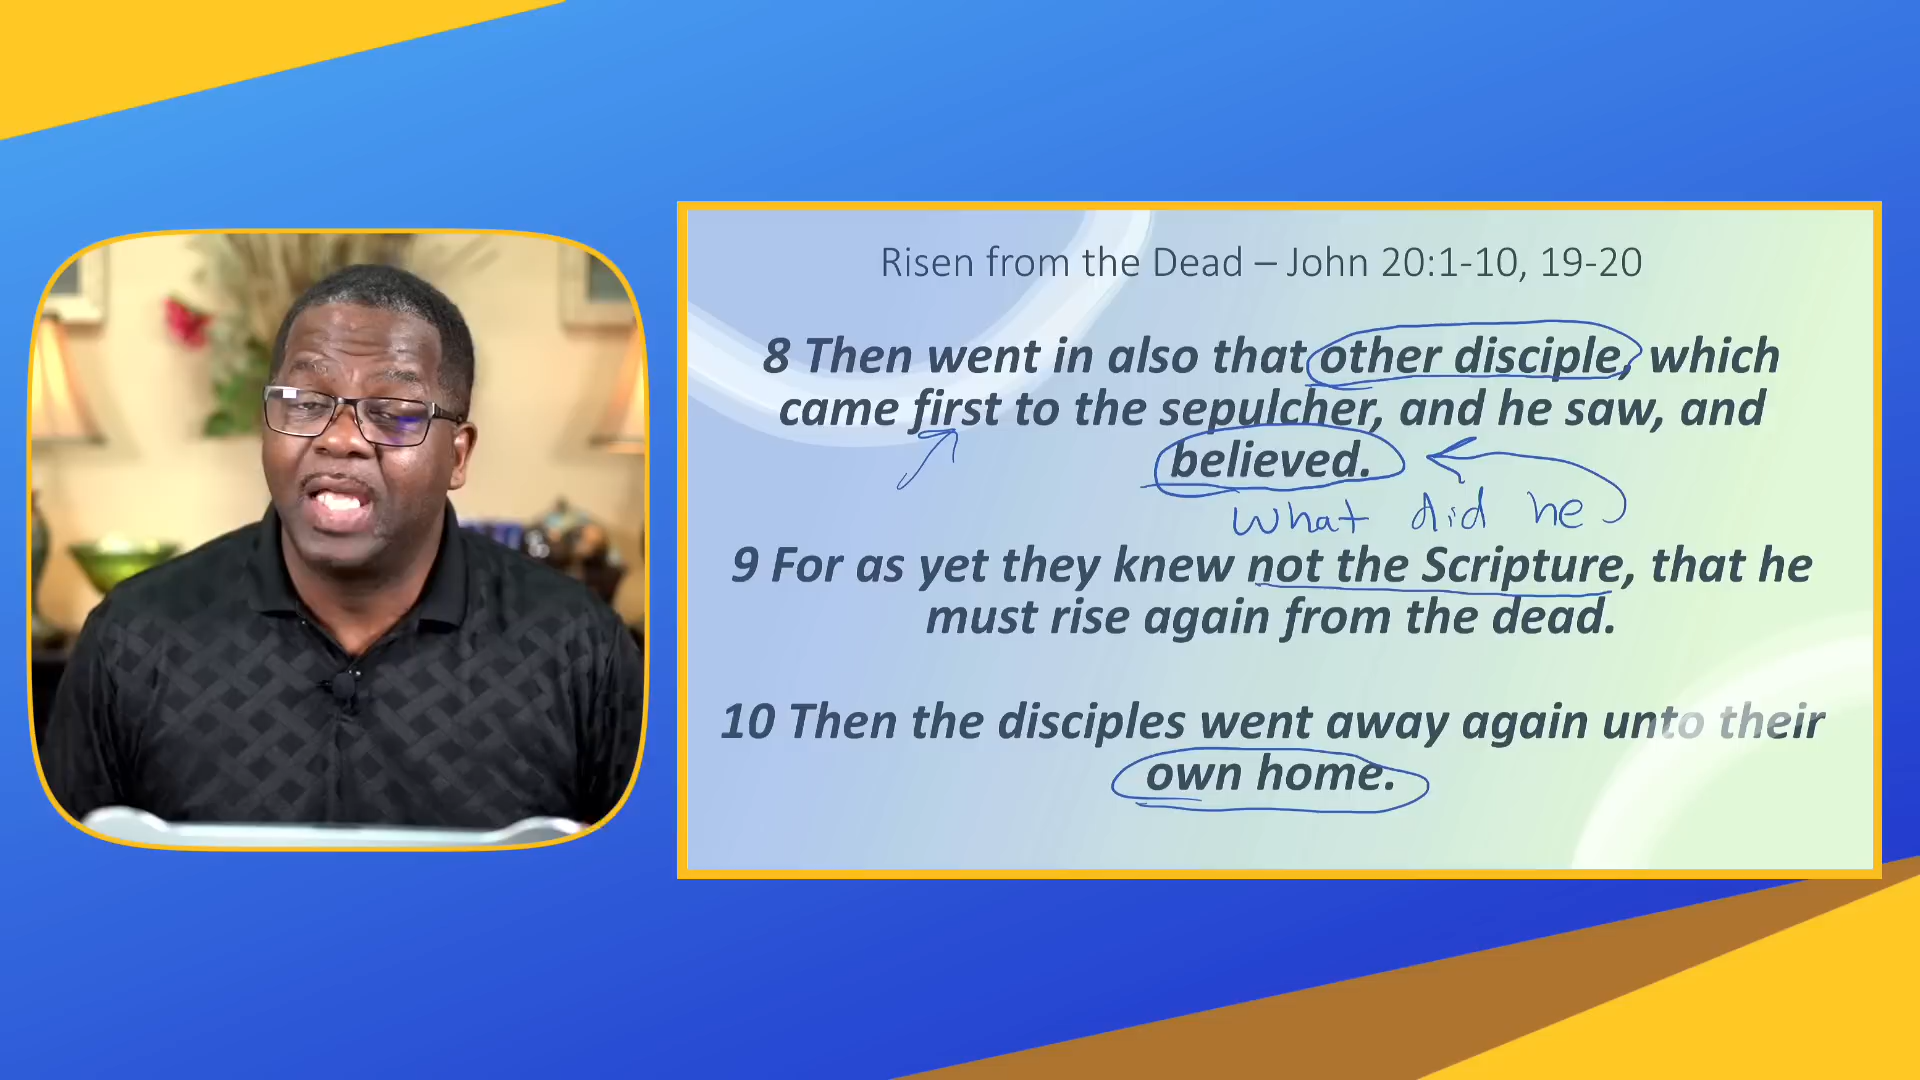 Risen from the Dead – John 20:1-10, 19-20
8 Then went in also that other disciple, which
came first to the sepulcher, and he saw, and
believed.
What did he
9 For as yet they knew not the Scripture, that he
must rise again from the dead.
10 Then the disciples went away again unto their
own home.